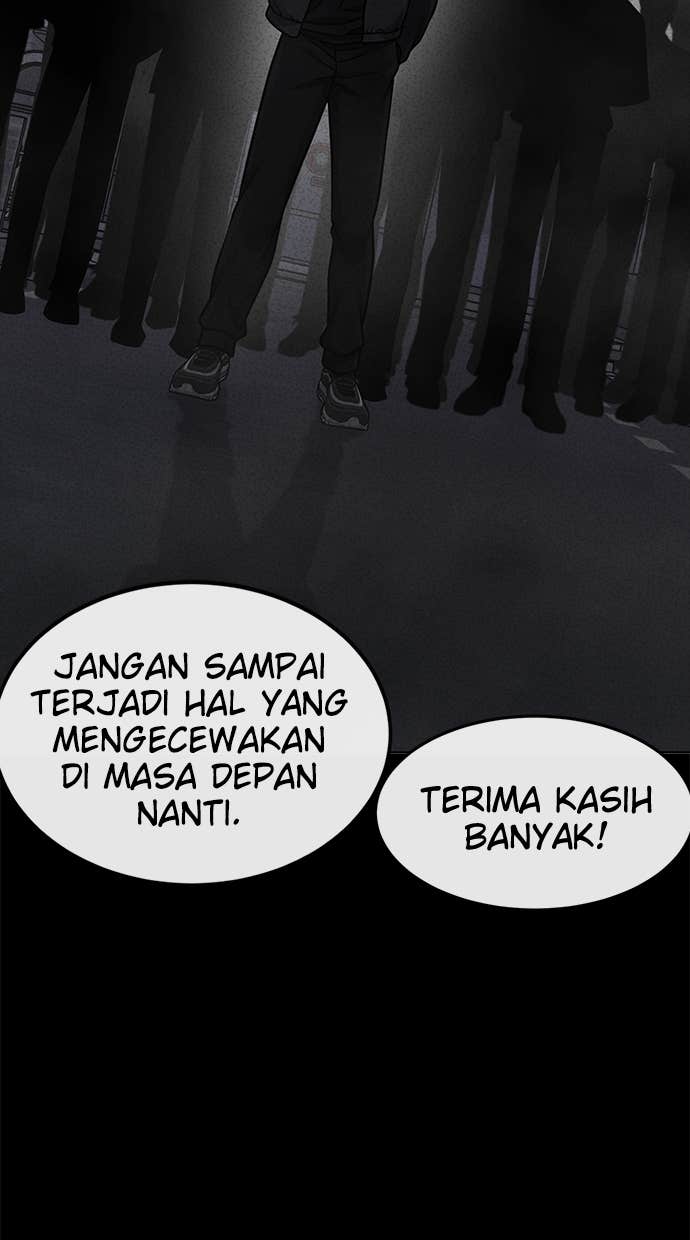 JANGAN SAMPAI
TERJADI HAL YANG
MENGECEWAKAN
DI MASA DEPAN
NANTI.
TERIMA KASIH
BANYAK!